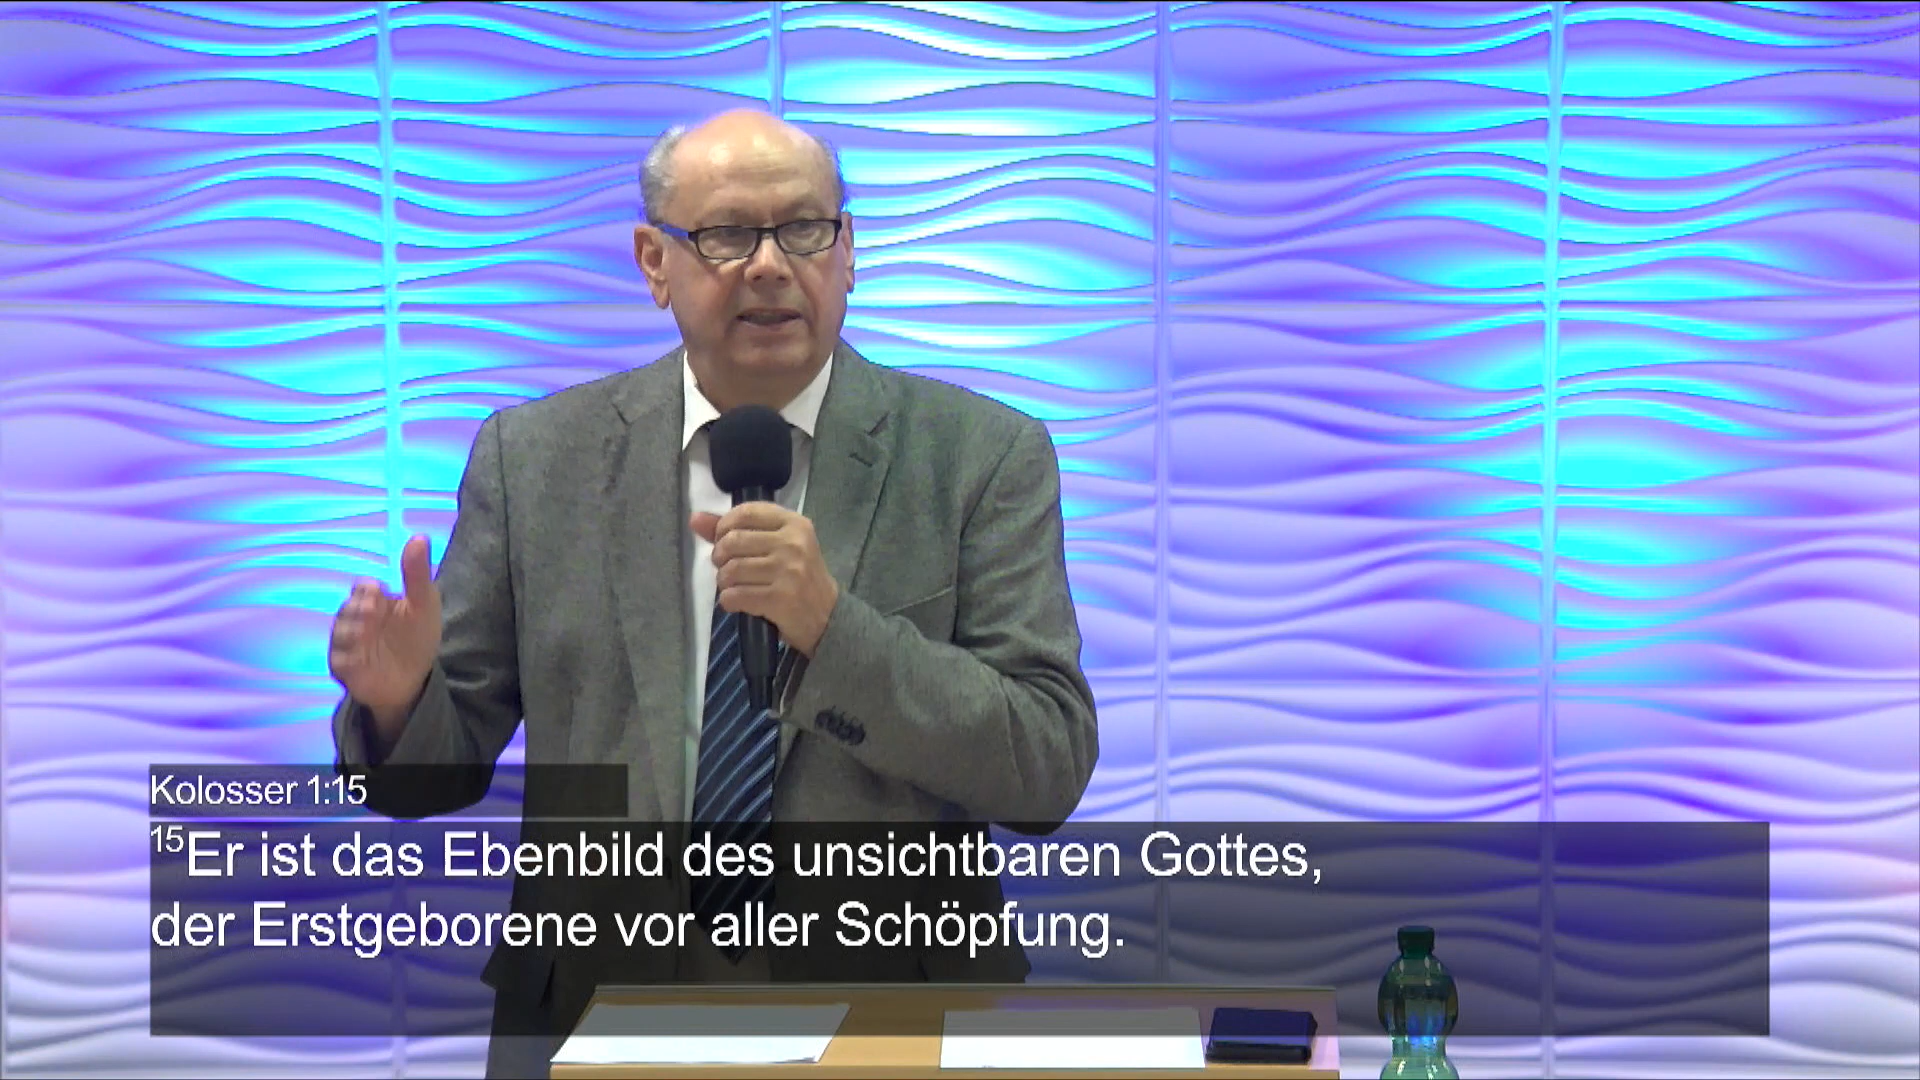 Kolosser 1:15
15Er ist das Ebenbild des unsichtbaren Gottes,
der Erstgeborene vor aller Schöpfung.